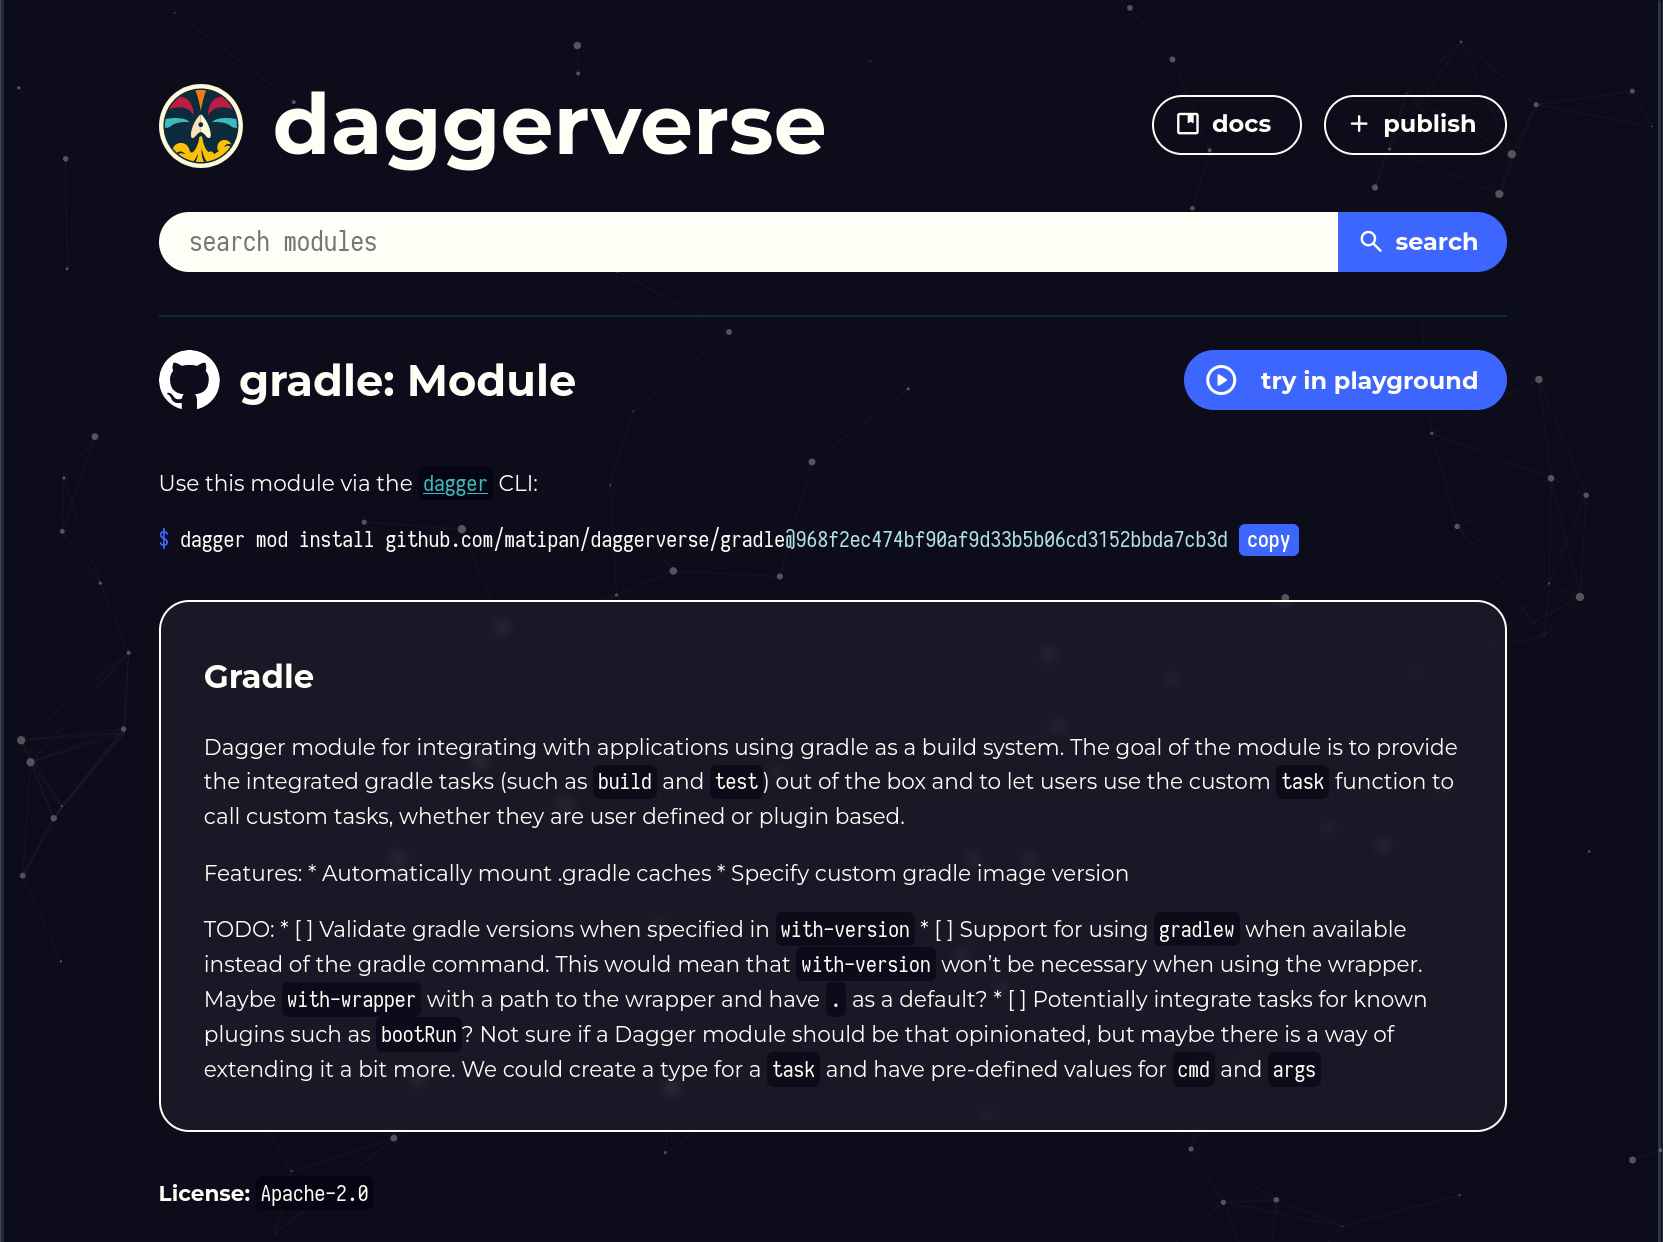 daggerverse
docs
publish
search modules
search
gradle: Module
try in playground
Use this module via the dagger CLI:
$ dagger mod install github.com/matipan/daggerverse/gradle@968f2ec474bf90af9d33b5b06cd3152bbda7cb3d copy
Gradle
Dagger module for integrating with applications using gradle as a build system. The goal of the module is to provide
the integrated gradle tasks (such as build and test) out of the box and to let users use the custom task function to
call custom tasks, whether they are user defined or plugin based.
Features: * Automatically mount .gradle caches * Specify custom gradle image version
TODO: * [ ] Validate gradle versions when specified in with-version * [ ] Support for using gradlew when available
instead of the gradle command. This would mean that with-version won’t be necessary when using the wrapper.
Maybe with-wrapper with a path to the wrapper and have . as a default? * [ ] Potentially integrate tasks for known
plugins such as bootRun? Not sure if a Dagger module should be that opinionated, but maybe there is a way of
extending it a bit more. We could create a type for a task and have pre-defined values for cmd and args
License: Apache-2.0